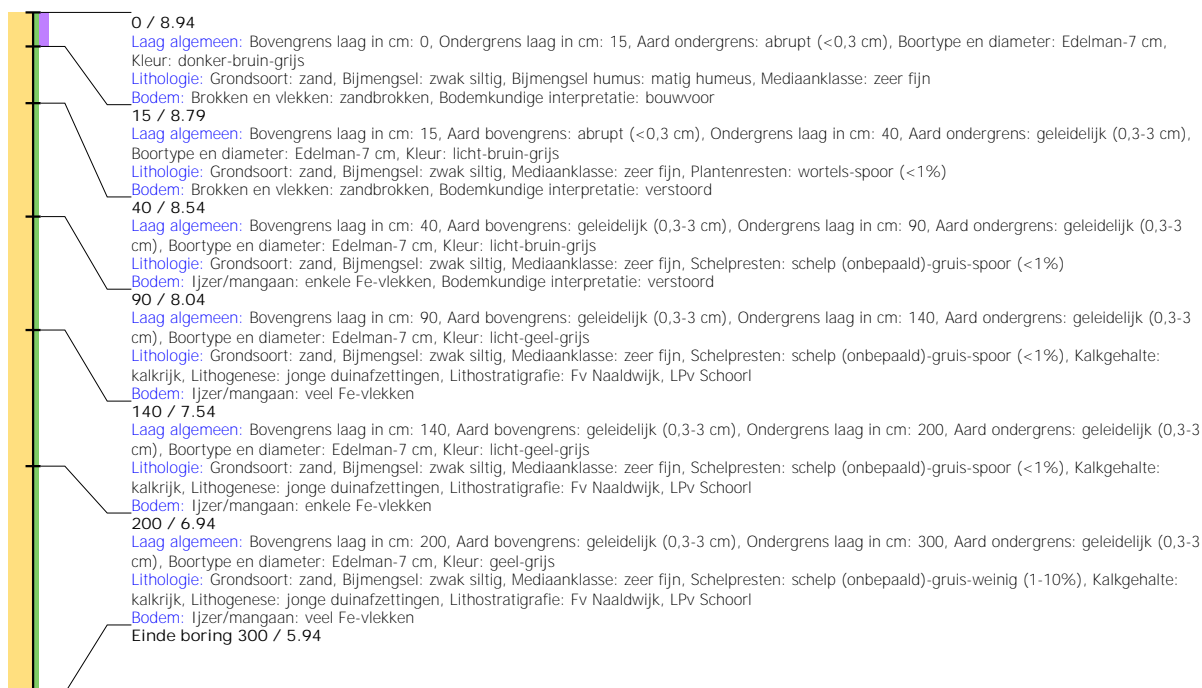 0 / 8.94
Laag algemeen: Bovengrens laag in cm: 0, Ondergrens laag in cm: 15, Aard ondergrens: abrupt (<0,3 cm), Boortype en diameter: Edelman-7 cm,
Kleur: donker-bruin-grijs
Lithologie: Grondsoort: zand, Bijmengsel: zwak siltig, Bijmengsel humus: matig humeus, Mediaanklasse: zeer fijn
Bodem: Brokken en vlekken: zandbrokken, Bodemkundige interpretatie: bouwvoor
15 / 8.79
Laag algemeen: Bovengrens laag in cm: 15, Aard bovengrens: abrupt (<0,3 cm), Ondergrens laag in cm: 40, Aard ondergrens: geleidelijk (0,3-3 cm),
Boortype en diameter: Edelman-7 cm, Kleur: licht-bruin-grijs
Lithologie: Grondsoort: zand, Bijmengsel: zwak siltig, Mediaanklasse: zeer fijn, Plantenresten: wortels-spoor (<1%)
Bodem: Brokken en vlekken: zandbrokken, Bodemkundige interpretatie: verstoord
40 / 8.54
Laag algemeen: Bovengrens laag in cm: 40, Aard bovengrens: geleidelijk (0,3-3 cm), Ondergrens laag in cm: 90, Aard ondergrens: geleidelijk (0,3-3
cm), Boortype en diameter: Edelman-7 cm, Kleur: licht-bruin-grijs
Lithologie: Grondsoort: zand, Bijmengsel: zwak siltig, Mediaanklasse: zeer fijn, Schelpresten: schelp (onbepaald)-gruis-spoor (<1%)
Bodem: Ijzer/mangaan: enkele Fe-vlekken, Bodemkundige interpretatie: verstoord
90 / 8.04
Laag algemeen: Bovengrens laag in cm: 90, Aard bovengrens: geleidelijk (0,3-3 cm), Ondergrens laag in cm: 140, Aard ondergrens: geleidelijk (0,3-3
cm), Boortype en diameter: Edelman-7 cm, Kleur: licht-geel-grijs
Lithologie: Grondsoort: zand, Bijmengsel: zwak siltig, Mediaanklasse: zeer fijn, Schelpresten: schelp (onbepaald)-gruis-spoor (<1%), Kalkgehalte:
kalkrijk, Lithogenese: jonge duinafzettingen, Lithostratigrafie: Fv Naaldwijk, LPv Schoorl
Bodem: Ijzer/mangaan: veel Fe-vlekken
140 / 7.54
Laag algemeen: Bovengrens laag in cm: 140, Aard bovengrens: geleidelijk (0,3-3 cm), Ondergrens laag in cm: 200, Aard ondergrens: geleidelijk (0,3-3
cm), Boortype en diameter: Edelman-7 cm, Kleur: licht-geel-grijs
Lithologie: Grondsoort: zand, Bijmengsel: zwak siltig, Mediaanklasse: zeer fijn, Schelpresten: schelp (onbepaald)-gruis-spoor (<1%), Kalkgehalte:
kalkrijk, Lithogenese: jonge duinafzettingen, Lithostratigrafie: Fv Naaldwijk, LPv Schoorl
Bodem: Ijzer/mangaan: enkele Fe-vlekken
200 / 6.94
Laag algemeen: Bovengrens laag in cm: 200, Aard bovengrens: geleidelijk (0,3-3 cm), Ondergrens laag in cm: 300, Aard ondergrens: geleidelijk (0,3-3
cm), Boortype en diameter: Edelman-7 cm, Kleur: geel-grijs
Lithologie: Grondsoort: zand, Bijmengsel: zwak siltig, Mediaanklasse: zeer fijn, Schelpresten: schelp (onbepaald)-gruis-weinig (1-10%), Kalkgehalte:
kalkrijk, Lithogenese: jonge duinafzettingen, Lithostratigrafie: Fv Naaldwijk, LPv Schoorl
Bodem: Ijzer/mangaan: veel Fe-vlekken
Einde boring 300 / 5.94